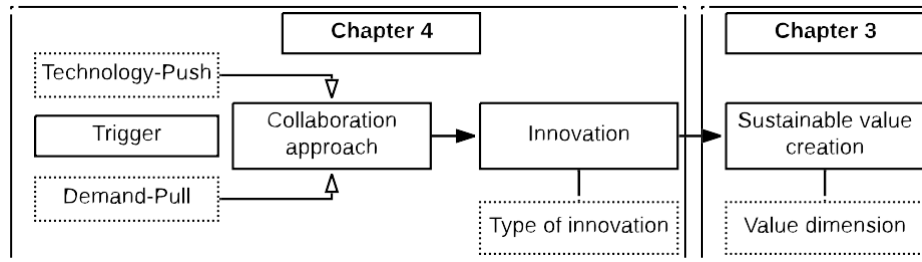 Chapter 4
Chapter 3
Technology-Push
Trigger
Demand-Pull
Collaboration
approach
Innovation
Type of innovation
Sustainable value
creation
Value dimension